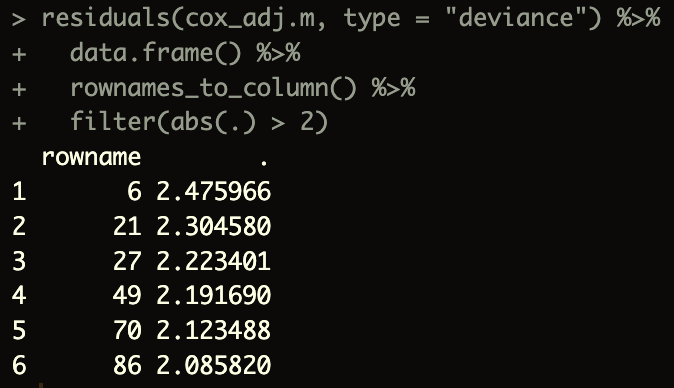 > residuals(cox_adj.m, type = "deviance") %>%
+   data.frame() %>%
+   rownames_to_column() %>%
+   filter(abs(.) > 2)
  rowname        .
1       6 2.475966
2      21 2.304580
3      27 2.223401
4      49 2.191690
5      70 2.123488
6      86 2.085820